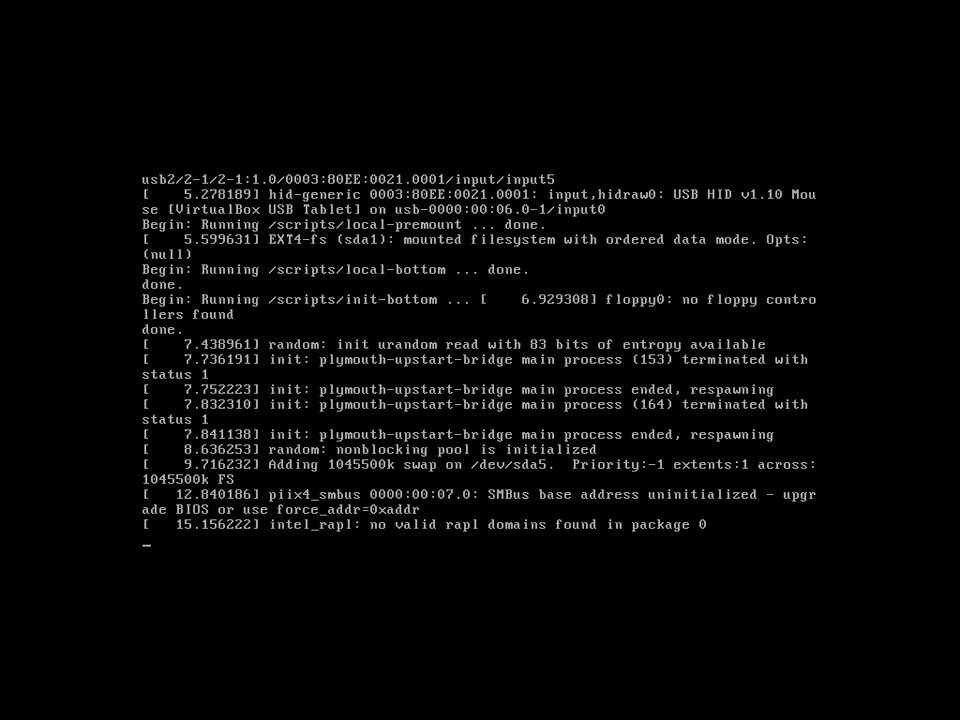 usb2/2-1/2-1:1.0/0003:80EE:0021.0001/input/input5
[    5.278189] hid-generic 0003:80EE:0021.0001: input,hidraw0: USB HID v1.10 Mou
se [VirtualBox USB Tablet] on usb-0000:00:06.0-1/input0
Begin: Running /scripts/local-premount ... done.
[    5.599631] EXT4-fs (sda1): mounted filesystem with ordered data mode. Opts:
(null)
Begin: Running /scripts/local-bottom ... done.
done.
Begin: Running /scripts/init-bottom ... [    6.929308] floppy0: no floppy contro
llers found
done.
[    7.438961] random: init urandom read with 83 bits of entropy available
[    7.736191] init: plymouth-upstart-bridge main process (153) terminated with
status 1
[    7.752223] init: plymouth-upstart-bridge main process ended, respawning
[    7.832310] init: plymouth-upstart-bridge main process (164) terminated with
status 1
[    7.841138] init: plymouth-upstart-bridge main process ended, respawning
[    8.636253] random: nonblocking pool is initialized
[    9.716232] Adding 1045500k swap on /dev/sda5.  Priority:-1 extents:1 across:
1045500k FS
[   12.840186] piix4_smbus 0000:00:07.0: SMBus base address uninitialized - upgr
ade BIOS or use force_addr=0xaddr
[   15.156222] intel_rapl: no valid rapl domains found in package 0
_